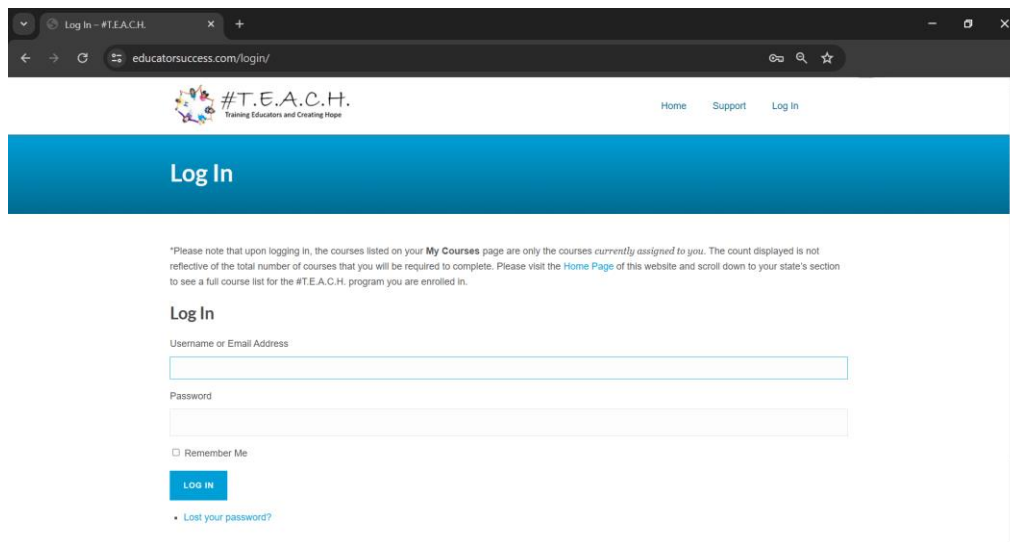 Log In – #T.E.A.C.H.
educatorsuccess.com/login/
#T.E.A.C.H.
Training Educators and Creating Hope
Home Support Log In
Log In
*Please note that upon logging in, the courses listed on your My Courses page are only the courses currently assigned to you. The count displayed is not
reflective of the total number of courses that you will be required to complete. Please visit the Home Page of this website and scroll down to your state's section
to see a full course list for the #T.E.A.C.H. program you are enrolled in.
Log In
Username or Email Address
Password
Remember Me
LOG IN
• Lost your password?